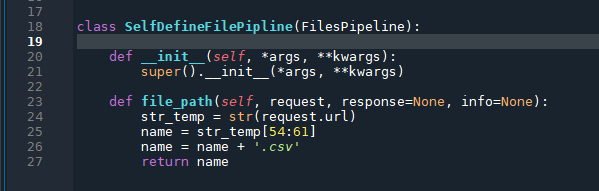 17
18 class SelfDefineFilePipline(FilesPipeline):
19
20     def __init__(self, *args, **kwargs):
21         super().__init__(*args, **kwargs)
22
23     def file_path(self, request, response=None, info=None):
24         str_temp = str(request.url)
25         name = str_temp[54:61]
26         name = name + '.csv'
27         return name